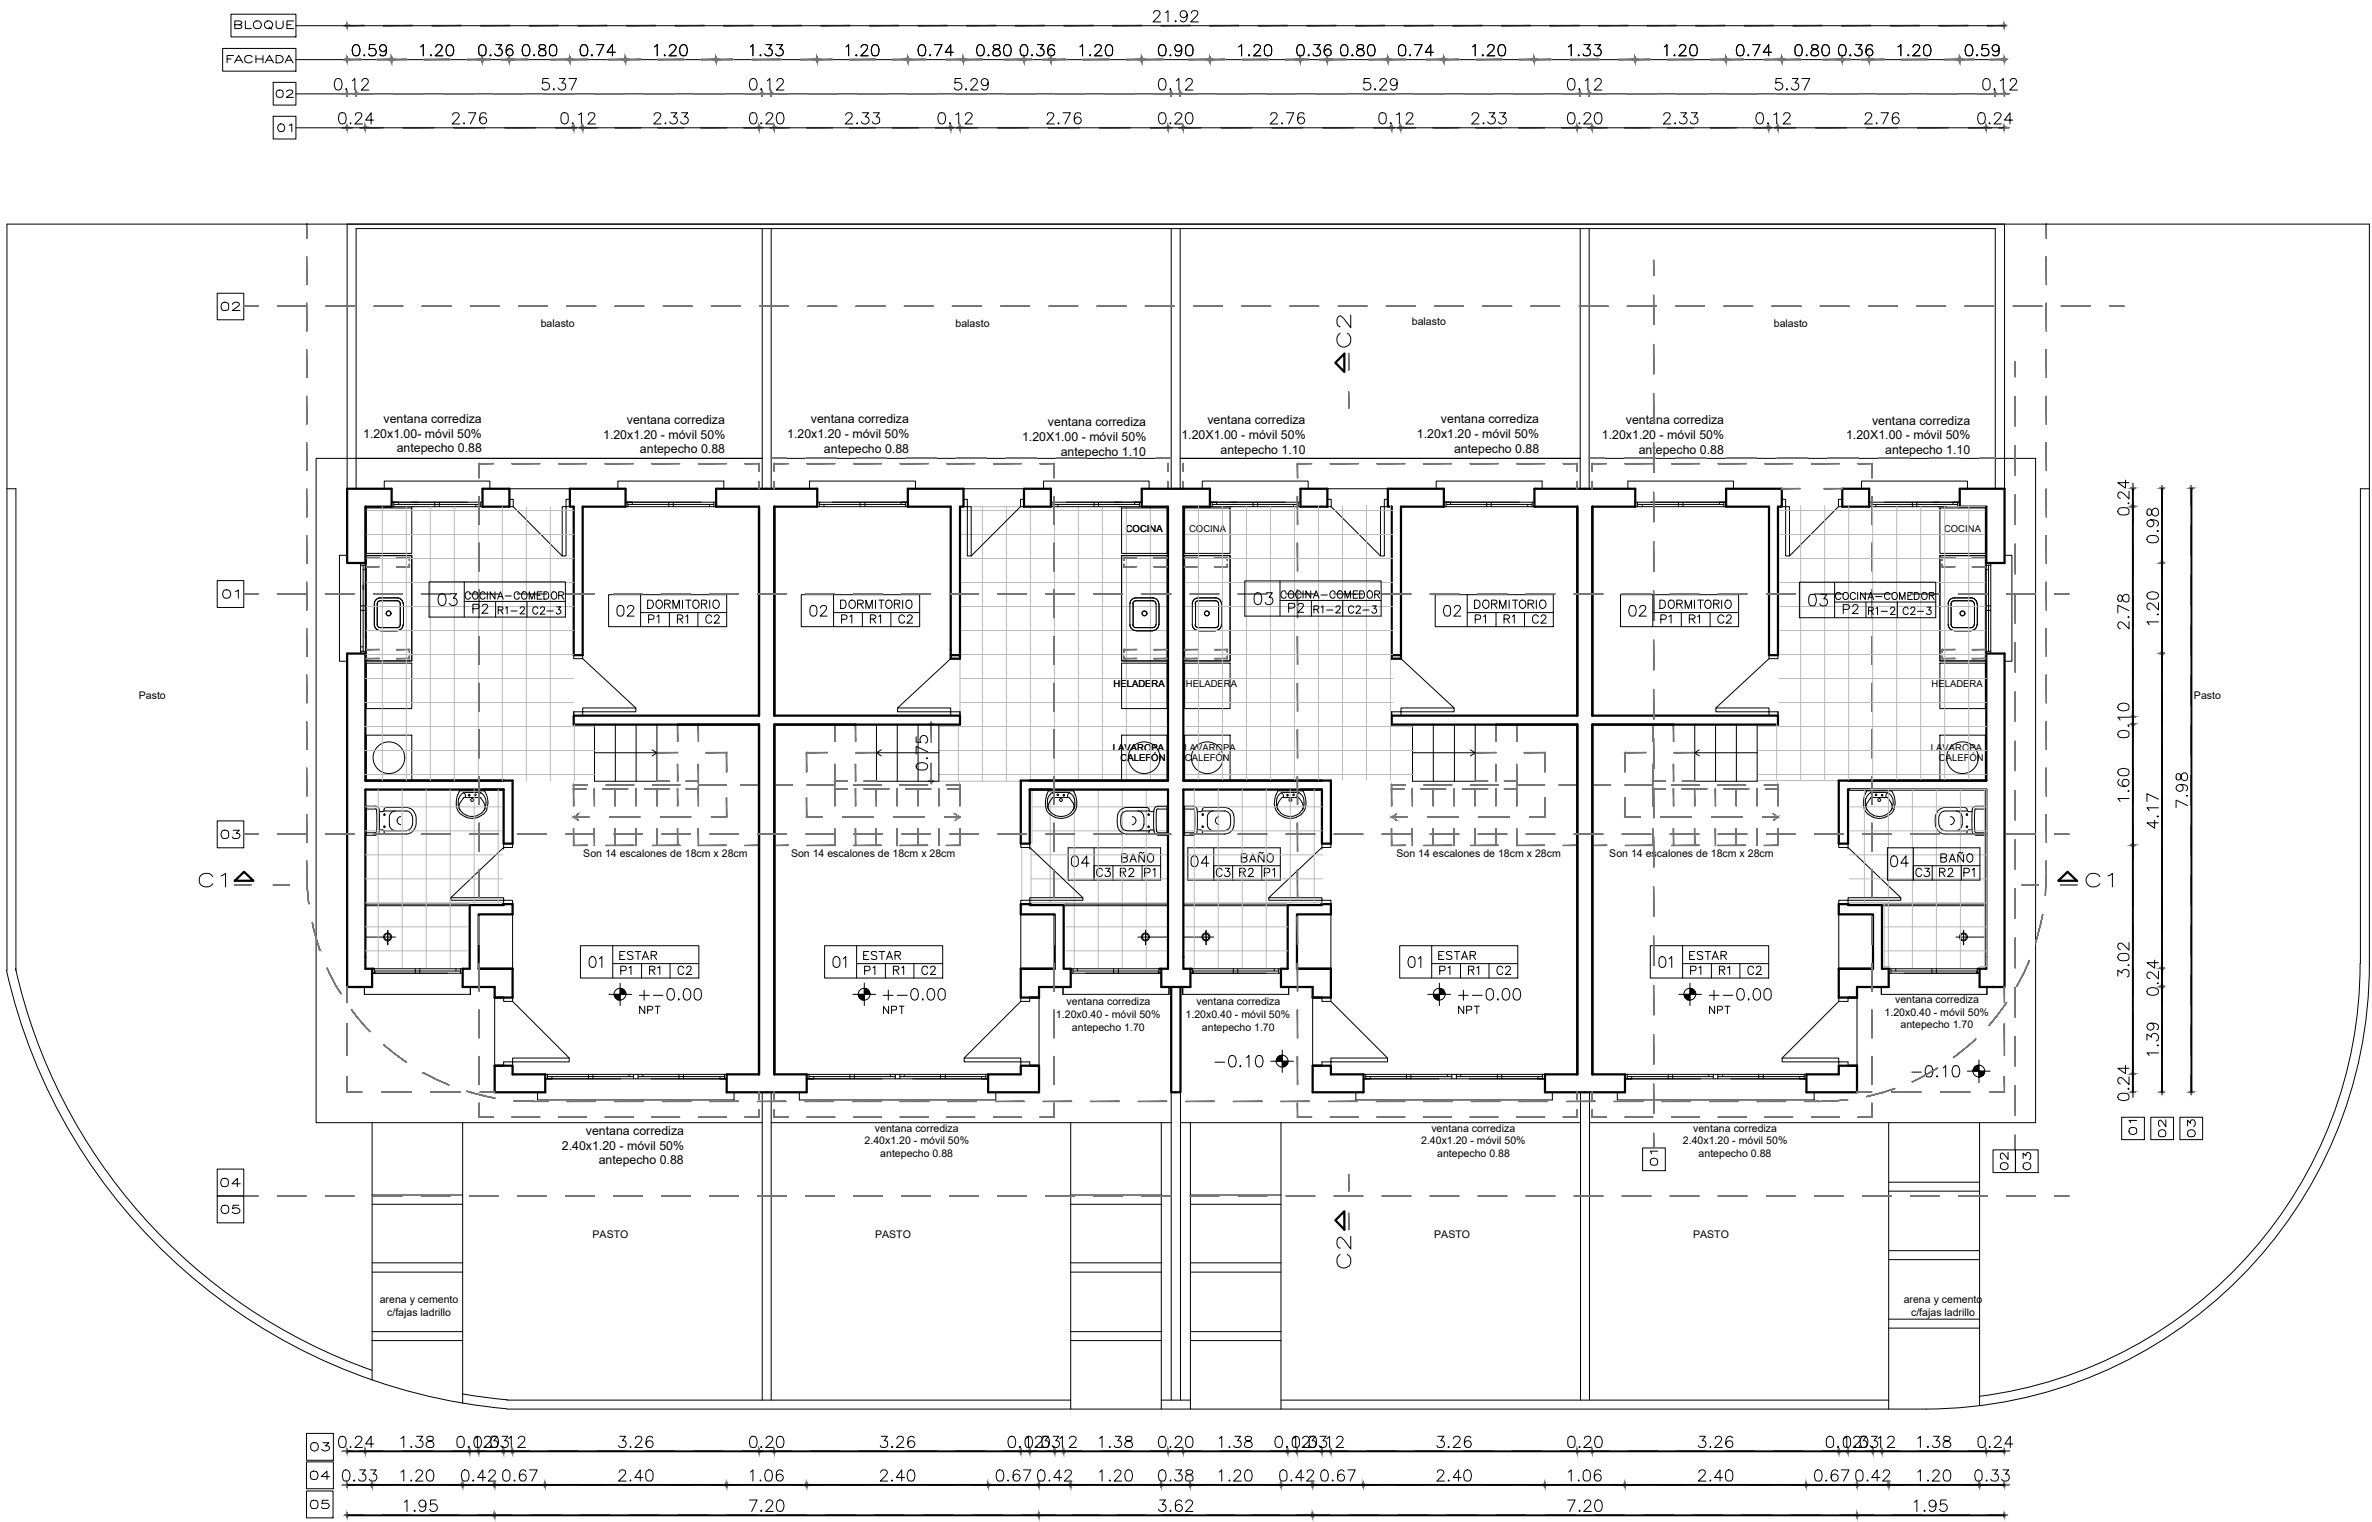 BLOQUE 21.92
FACHADA 0.59 1.20 0.36 0.80 0.74 1.20 1.33 1.20 0.74 0.80 0.36 1.20 0.90 1.20 0.36 0.80 0.74 1.20 1.33 1.20 0.74 0.80 0.36 1.20 0.59
02 0.12 5.37 0.12 5.29 0.12 5.29 0.12 5.37 0.12
01 0.24 2.76 0.12 2.33 0.20 2.33 0.12 2.76 0.20 2.76 0.12 2.33 0.20 2.33 0.12 2.76 0.24
02
balasto balasto balasto balasto
C2
ventana corrediza
1.20x1.00- móvil 50%
antepecho 0.88
ventana corrediza
1.20x1.20 - móvil 50%
antepecho 0.88
ventana corrediza
1.20x1.20 - móvil 50%
antepecho 0.88
ventana corrediza
1.20X1.00 - móvil 50%
antepecho 1.10
ventana corrediza
1.20X1.00 - móvil 50%
antepecho 1.10
ventana corrediza
1.20x1.20 - móvil 50%
antepecho 0.88
ventana corrediza
1.20x1.20 - móvil 50%
antepecho 0.88
ventana corrediza
1.20X1.00 - móvil 50%
antepecho 1.10
COCINA COCINA COCINA
01
03 COCINA-COMEDOR
P2 R1-2 C2-3
02 DORMITORIO
P1 R1 C2
02 DORMITORIO
P1 R1 C2
03 COCINA-COMEDOR
P2 R1-2 C2-3
02 DORMITORIO
P1 R1 C2
02 DORMITORIO
P1 R1 C2
03 COCINA-COMEDOR
P2 R1-2 C2-3
HELADERA HELADERA HELADERA
Pasto Pasto
0.75
LAVAROPA
CALEFÓN
LAVAROPA
CALEFÓN
LAVAROPA
CALEFÓN
03
Son 14 escalones de 18cm x 28cm
Son 14 escalones de 18cm x 28cm
Son 14 escalones de 18cm x 28cm
Son 14 escalones de 18cm x 28cm
04 BAÑO
C3 R2 P1
04 BAÑO
C3 R2 P1
04 BAÑO
C3 R2 P1
C1 C1
01 ESTAR
P1 R1 C2
+-0.00
NPT
01 ESTAR
P1 R1 C2
+-0.00
NPT
01 ESTAR
P1 R1 C2
+-0.00
NPT
01 ESTAR
P1 R1 C2
+-0.00
NPT
ventana corrediza
1.20x0.40 - móvil 50%
antepecho 1.70
ventana corrediza
1.20x0.40 - móvil 50%
antepecho 1.70
ventana corrediza
1.20x0.40 - móvil 50%
antepecho 1.70
-0.10 -0.10
0.24 2.78 0.10 1.60 3.02 0.24 01
0.98 1.20 4.17 0.24 1.39 02
7.98 03
ventana corrediza
2.40x1.20 - móvil 50%
antepecho 0.88
ventana corrediza
2.40x1.20 - móvil 50%
antepecho 0.88
ventana corrediza
2.40x1.20 - móvil 50%
antepecho 0.88
ventana corrediza
2.40x1.20 - móvil 50%
antepecho 0.88
01 02 03
04
05
PASTO PASTO PASTO PASTO
C2
arena y cemento
c/fajas ladrillo
arena y cemento
c/fajas ladrillo
03 0.24 1.38 3.26 0.20 3.26 1.38 0.20 1.38 3.26 0.20 3.26 1.38 0.24
04 0.33 1.20 0.42 0.67 2.40 1.06 2.40 0.67 0.42 1.20 0.38 1.20 0.42 0.67 2.40 1.06 2.40 0.67 0.42 1.20 0.33
05 1.95 7.20 3.62 7.20 1.95